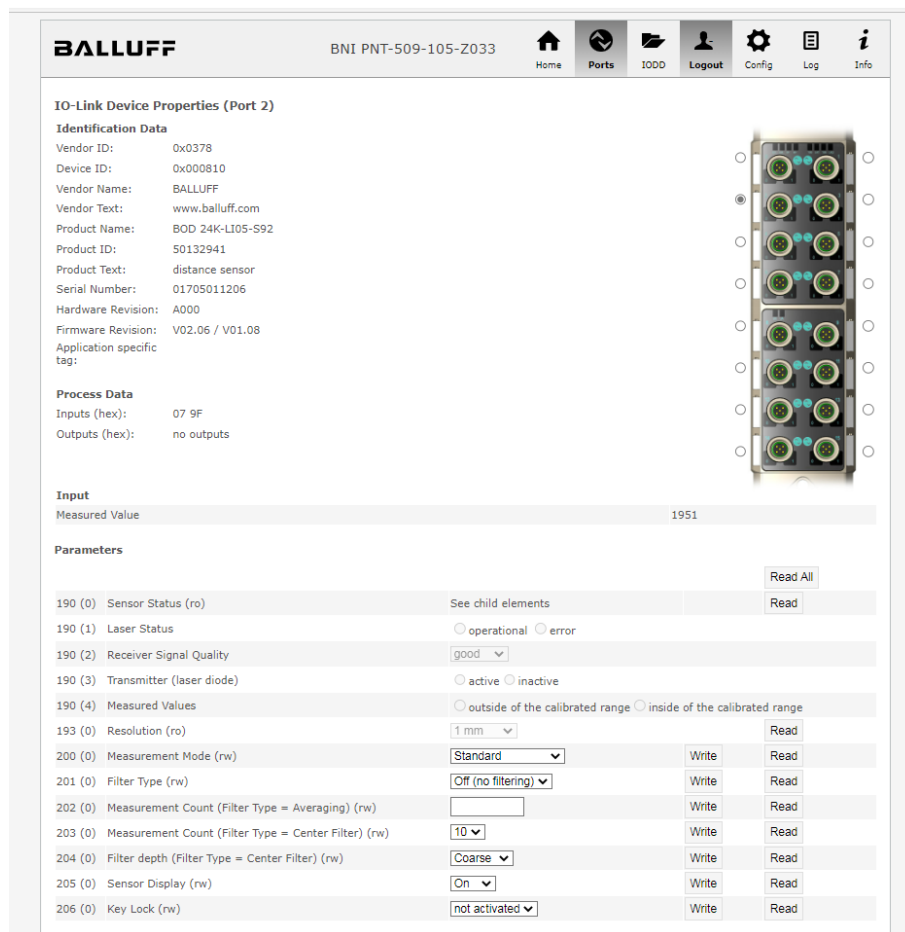 BALLUFF BNI PNT-509-105-Z033
Home Ports IODD Logout Config Log Info
IO-Link Device Properties (Port 2)
Identification Data
Vendor ID: 0x0378
Device ID: 0x000810
Vendor Name: BALLUFF
Vendor Text: www.balluff.com
Product Name: BOD 24K-LI05-S92
Product ID: 50132941
Product Text: distance sensor
Serial Number: 01705011206
Hardware Revision: A000
Firmware Revision: V02.06 / V01.08
Application specific
tag:
Process Data
Inputs (hex): 07 9F
Outputs (hex): no outputs
Input
Measured Value 1951
Parameters
Read All
190 (0) Sensor Status (ro) See child elements Read
190 (1) Laser Status operational error
190 (2) Receiver Signal Quality good
190 (3) Transmitter (laser diode) active inactive
190 (4) Measured Values outside of the calibrated range inside of the calibrated range
193 (0) Resolution (ro) 1 mm Read
200 (0) Measurement Mode (rw) Standard Write Read
201 (0) Filter Type (rw) Off (no filtering) Write Read
202 (0) Measurement Count (Filter Type = Averaging) (rw) Write Read
203 (0) Measurement Count (Filter Type = Center Filter) (rw) 10 Write Read
204 (0) Filter depth (Filter Type = Center Filter) (rw) Coarse Write Read
205 (0) Sensor Display (rw) On Write Read
206 (0) Key Lock (rw) not activated Write Read